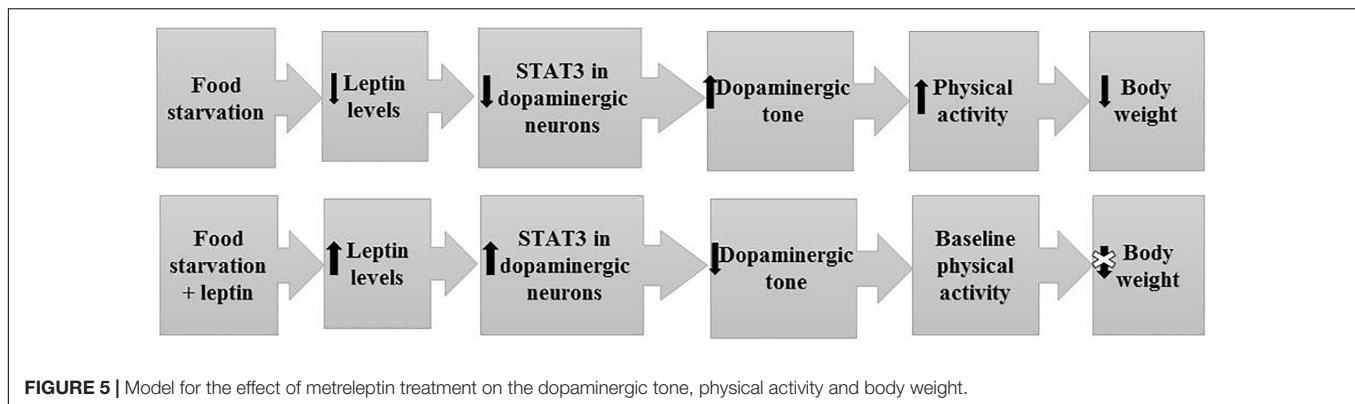 Food
starvation
Leptin
levels
STAT3 in
dopaminergic
neurons
Dopaminergic
tone
Physical
activity
Body
weight
Food
starvation
+ leptin
Leptin
levels
STAT3 in
dopaminergic
neurons
Dopaminergic
tone
Baseline
physical
activity
Body
weight
FIGURE 5 | Model for the effect of metreleptin treatment on the dopaminergic tone, physical activity and body weight.